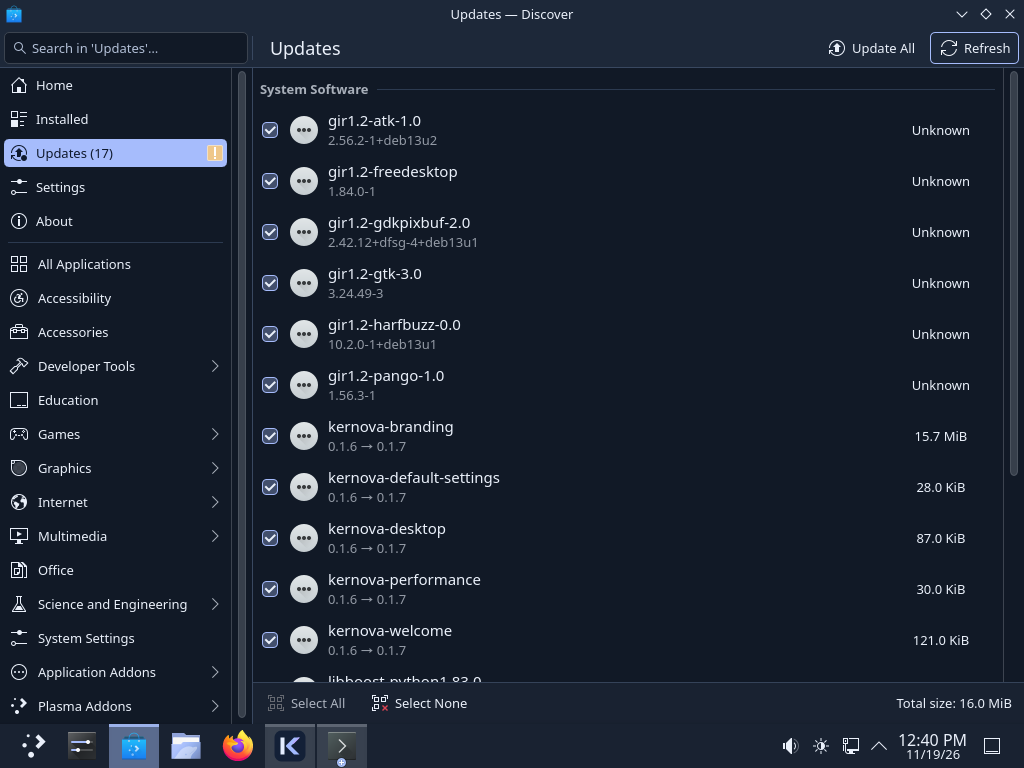 Updates — Discover
Search in 'Updates'...
Updates
Update All
Refresh
Home
Installed
Updates (17)
Settings
About
All Applications
Accessibility
Accessories
Developer Tools
Education
Games
Graphics
Internet
Multimedia
Office
Science and Engineering
System Settings
Application Addons
Plasma Addons
System Software
gir1.2-atk-1.0
2.56.2-1+deb13u2
Unknown
gir1.2-freedesktop
1.84.0-1
Unknown
gir1.2-gdkpixbuf-2.0
2.42.12+dfsg-4+deb13u1
Unknown
gir1.2-gtk-3.0
3.24.49-3
Unknown
gir1.2-harfbuzz-0.0
10.2.0-1+deb13u1
Unknown
gir1.2-pango-1.0
1.56.3-1
Unknown
kernova-branding
0.1.6 → 0.1.7
15.7 MiB
kernova-default-settings
0.1.6 → 0.1.7
28.0 KiB
kernova-desktop
0.1.6 → 0.1.7
87.0 KiB
kernova-performance
0.1.6 → 0.1.7
30.0 KiB
kernova-welcome
0.1.6 → 0.1.7
121.0 KiB
libboost-python1.83.0
Select All
Select None
Total size: 16.0 MiB
12:40 PM
11/19/26